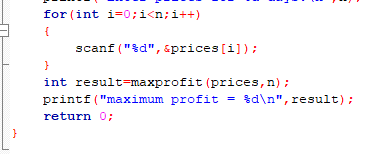 for(int i=0;i<n;i++)
{
scanf("%d",&prices[i]);
}
int result=maxprofit(prices,n);
printf("maximum profit = %d\n",result);
return 0;
}